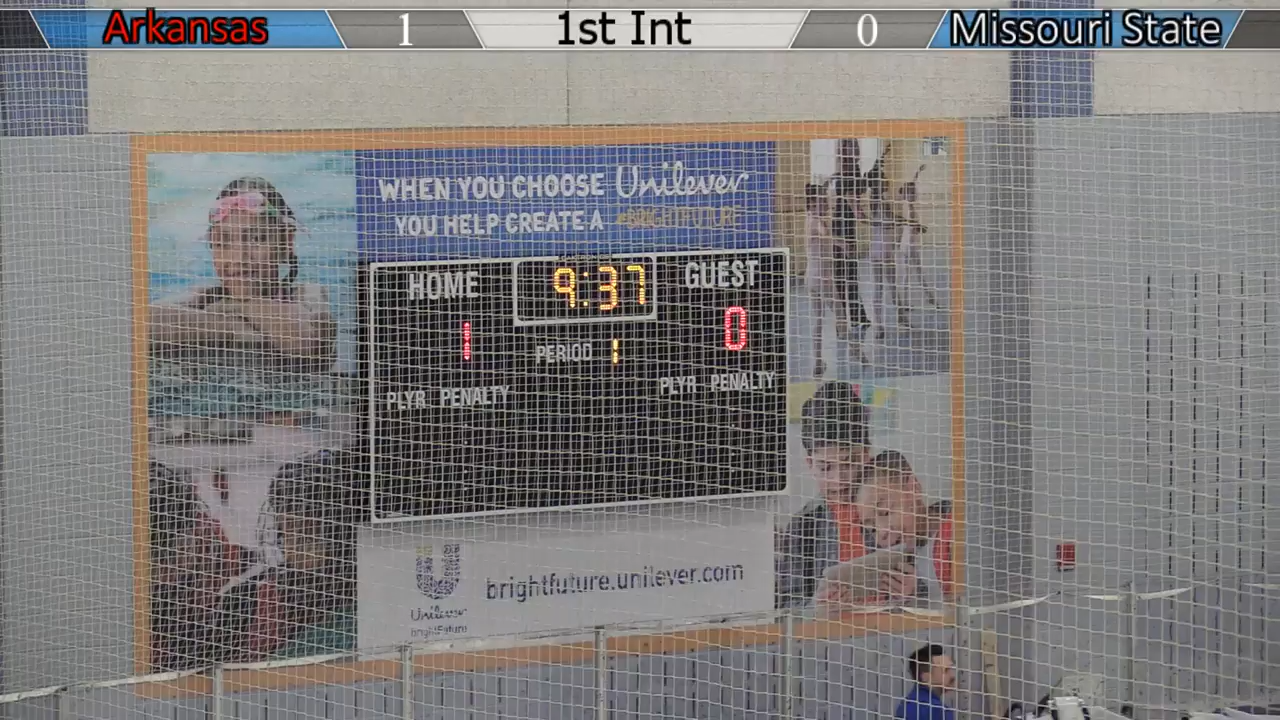 Arkansas 1 1st Int 0 Missouri State
WHEN YOU CHOOSE Unilever
YOU HELP CREATE A #BRIGHTFUTURE
HOME 9:37 GUEST
1 PERIOD 1 0
PLYR PENALTY PLYR PENALTY
brightfuture.unilever.com
Unilever
brightFuture